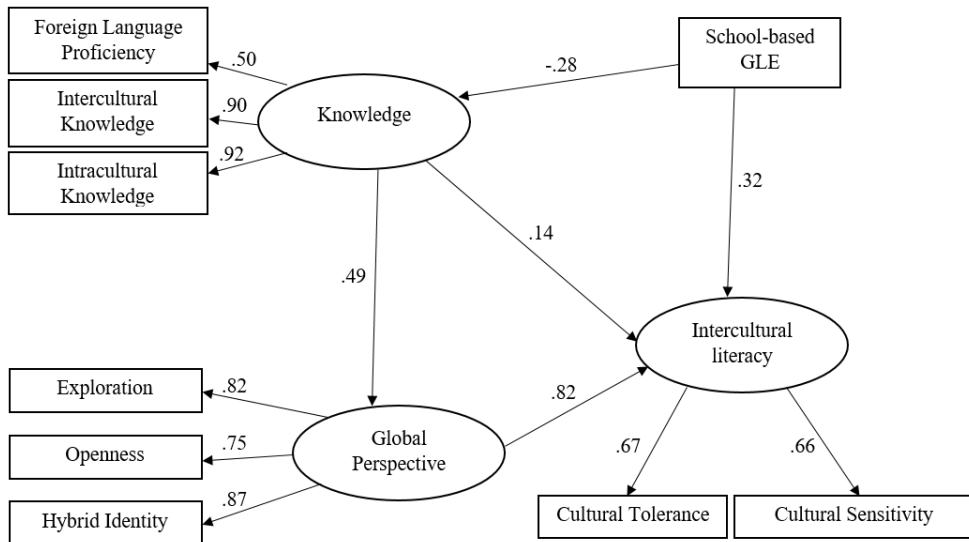 Foreign Language
Proficiency
.50
Intercultural
Knowledge
.90
Intracultural
Knowledge
.92
Knowledge
-.28
School-based
GLE
.32
.14
.49
Intercultural
literacy
Exploration
.82
Openness
.75
Hybrid Identity
.87
Global
Perspective
.82
.67
.66
Cultural Tolerance
Cultural Sensitivity